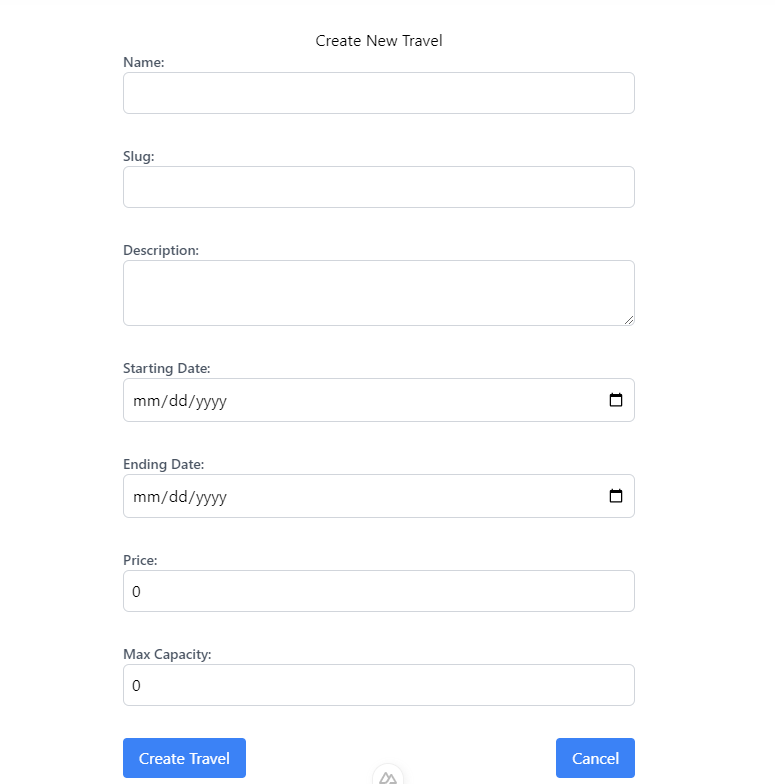 Create New Travel
Name:
Slug:
Description:
Starting Date:
mm/dd/yyyy
Ending Date:
mm/dd/yyyy
Price:
0
Max Capacity:
0
Create Travel Cancel